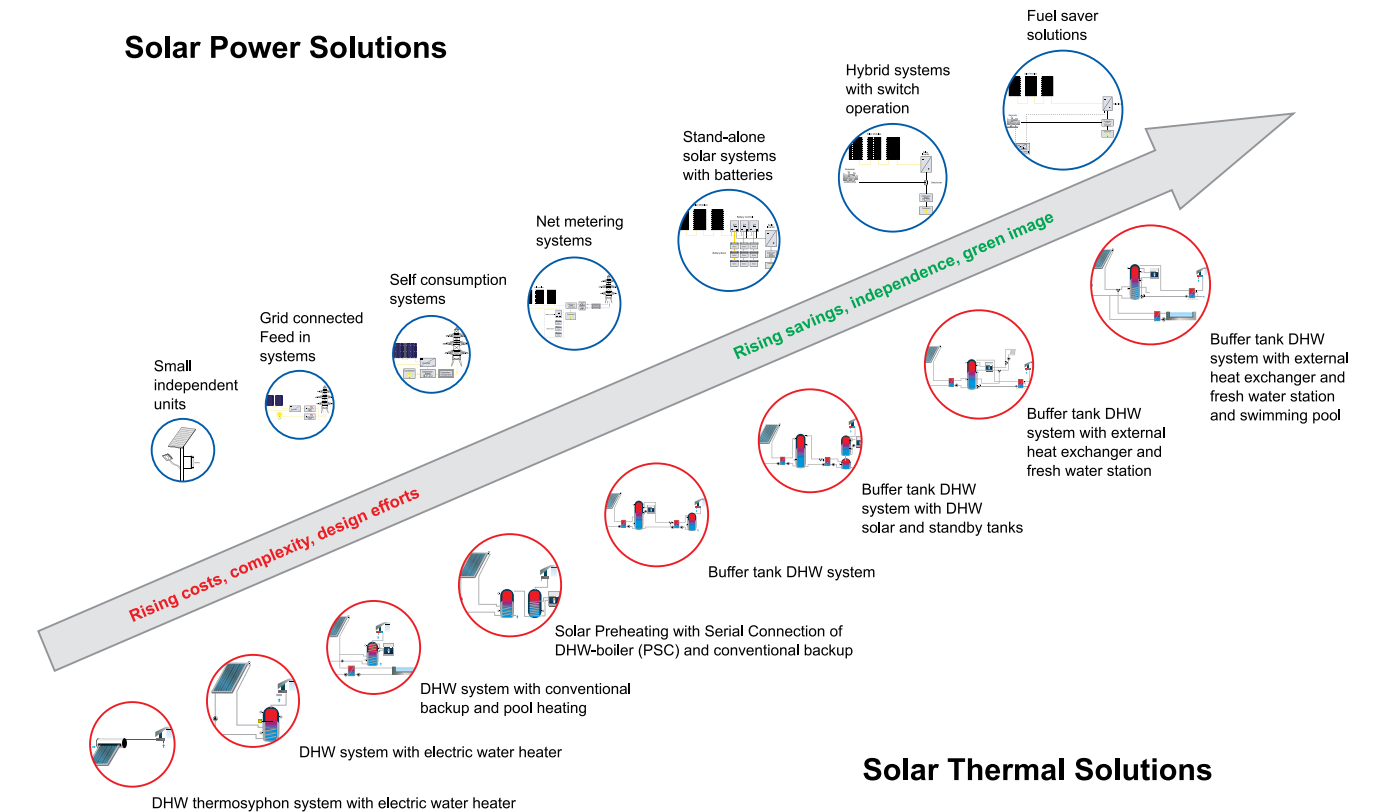 Solar Power Solutions
Fuel saver
solutions
Hybrid systems
with switch
operation
Stand-alone
solar systems
with batteries
Net metering
systems
Self consumption
systems
Grid connected
Feed in
systems
Small
independent
units
Rising savings, independence, green image
Rising costs, complexity, design efforts
Buffer tank DHW
system with external
heat exchanger and
fresh water station
and swimming pool
Buffer tank DHW
system with external
heat exchanger and
fresh water station
Buffer tank DHW
system with DHW
solar and standby tanks
Buffer tank DHW system
Solar Preheating with Serial Connection of
DHW-boiler (PSC) and conventional backup
DHW system with conventional
backup and pool heating
DHW system with electric water heater
DHW thermosyphon system with electric water heater
Solar Thermal Solutions